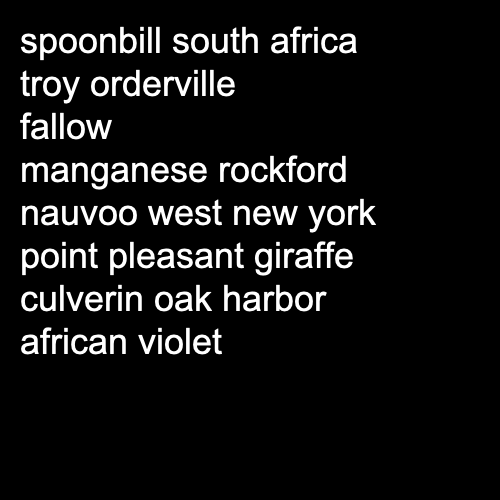 spoonbill south africa
troy orderville
fallow
manganese rockford
nauvoo west new york
point pleasant giraffe
culverin oak harbor
african violet